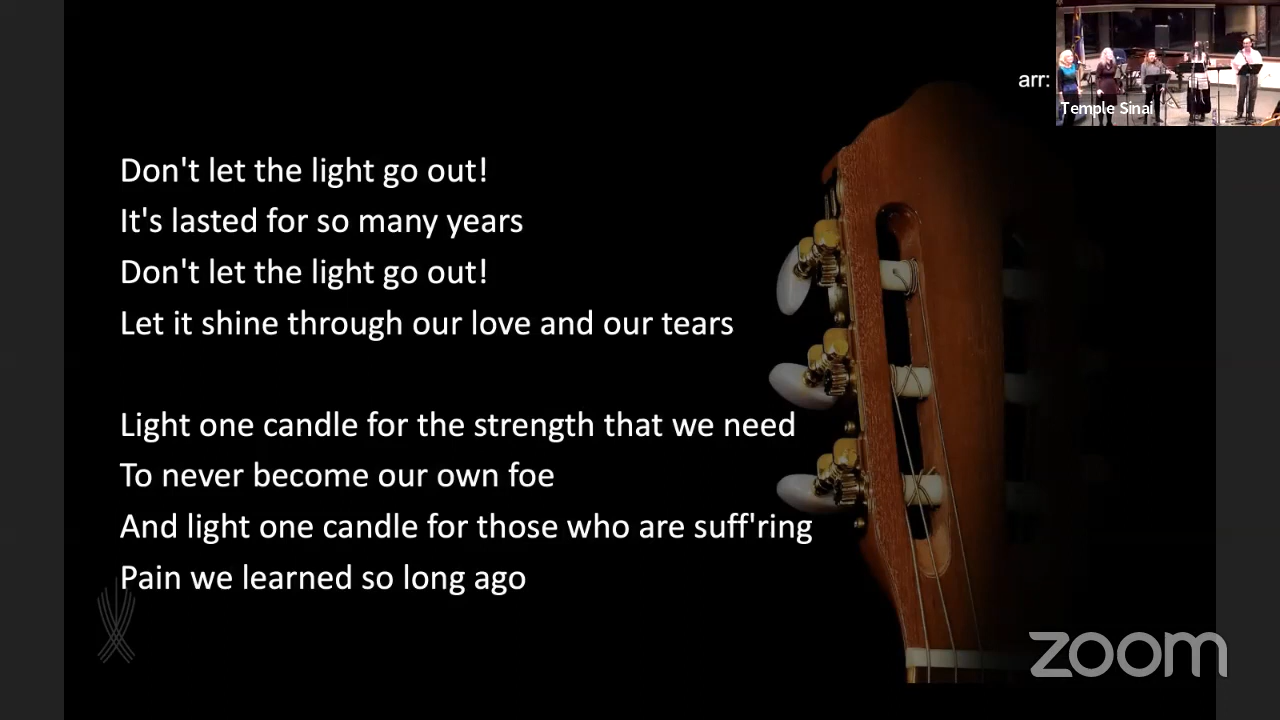 arr:
Temple Sinai
Don't let the light go out!
It's lasted for so many years
Don't let the light go out!
Let it shine through our love and our tears
Light one candle for the strength that we need
To never become our own foe
And light one candle for those who are suff'ring
Pain we learned so long ago
zoom